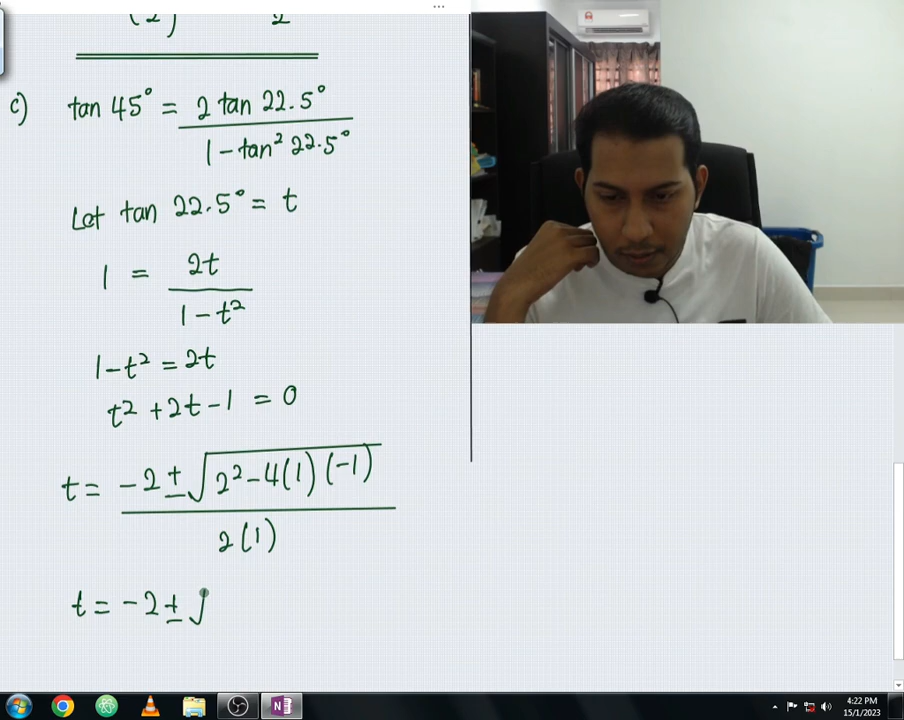 (2) 2
c) tan 45° = 2 tan 22.5° / 1 - tan² 22.5°
Let tan 22.5° = t
1 = 2t / 1 - t²
1 - t² = 2t
t² + 2t - 1 = 0
t = -2 ± √2² - 4(1)(-1) / 2(1)
t = -2 ± √
4:22 PM
15/1/2023